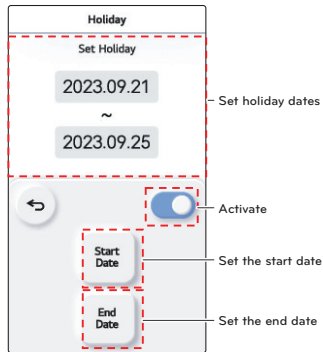 Holiday
Set Holiday
2023.09.21
~
2023.09.25
Set holiday dates
Activate
Start
Date
Set the start date
End
Date
Set the end date